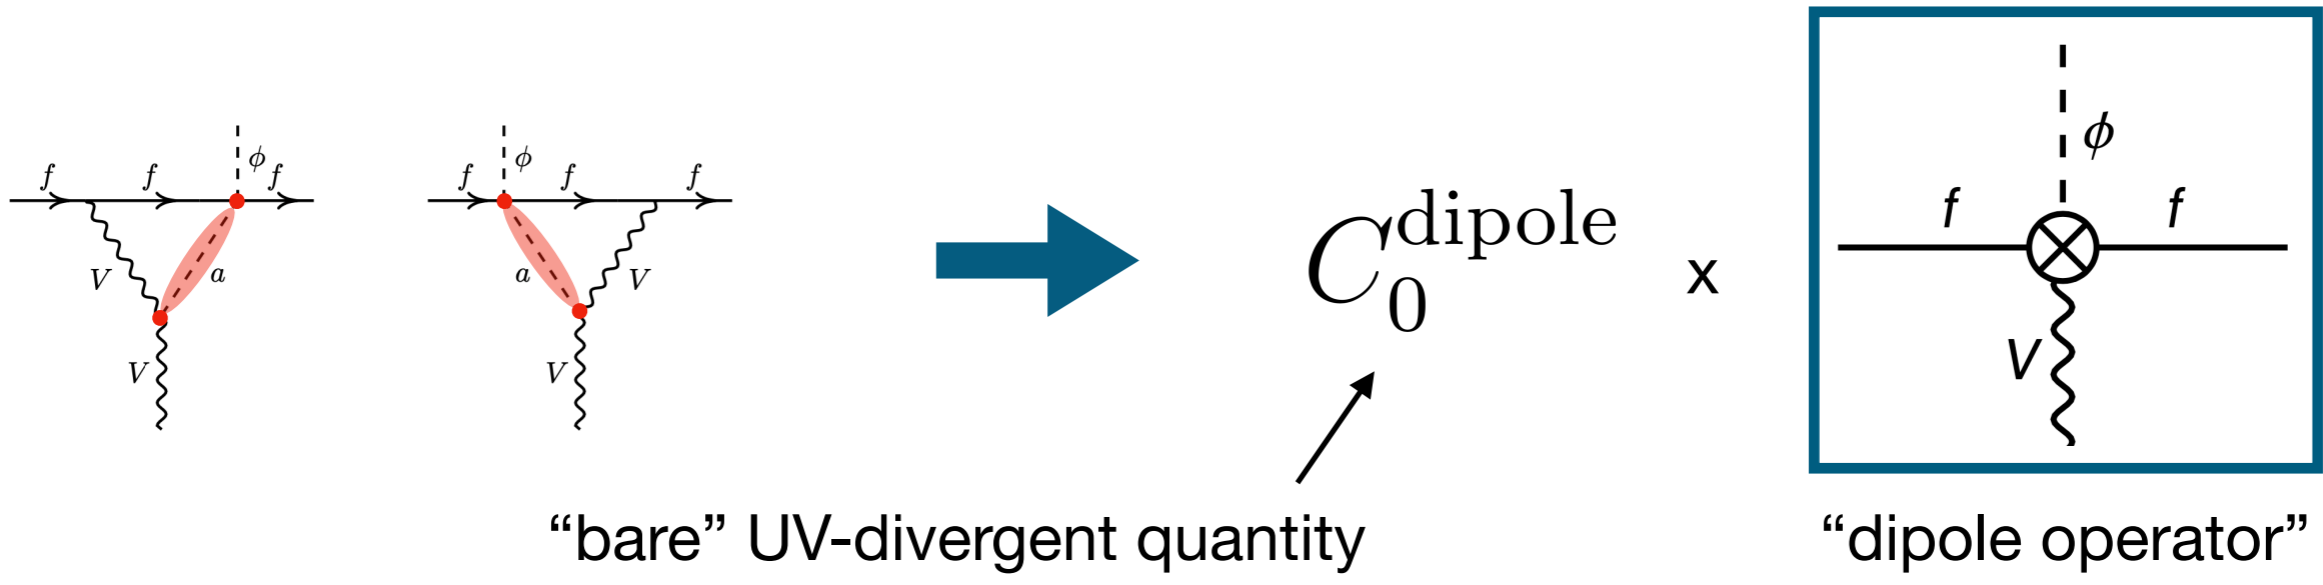 ϕ
f f f
V a
V
ϕ
f f f
a V
V
C_0^dipole x
ϕ
f f
V
“bare” UV-divergent quantity
“dipole operator”